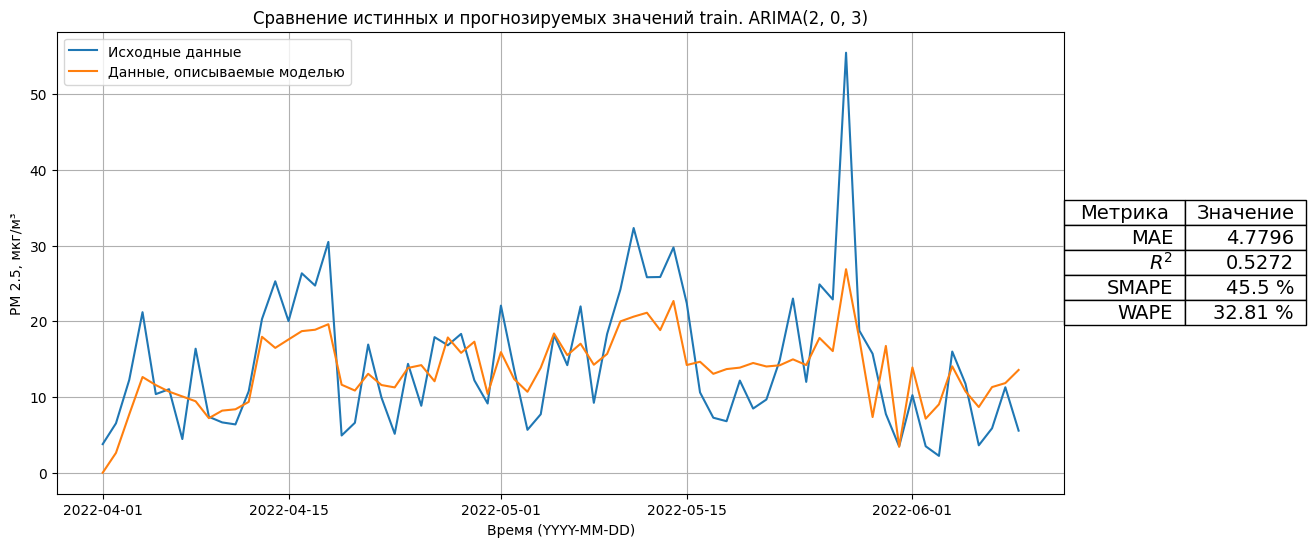 Сравнение истинных и прогнозируемых значений train. ARIMA(2, 0, 3)
Исходные данные
Данные, описываемые моделью
PM 2.5, мкг/м³
50
40
30
20
10
0
2022-04-01 2022-04-15 2022-05-01 2022-05-15 2022-06-01
Время (YYYY-MM-DD)
Метрика Значение
MAE 4.7796
R² 0.5272
SMAPE 45.5 %
WAPE 32.81 %